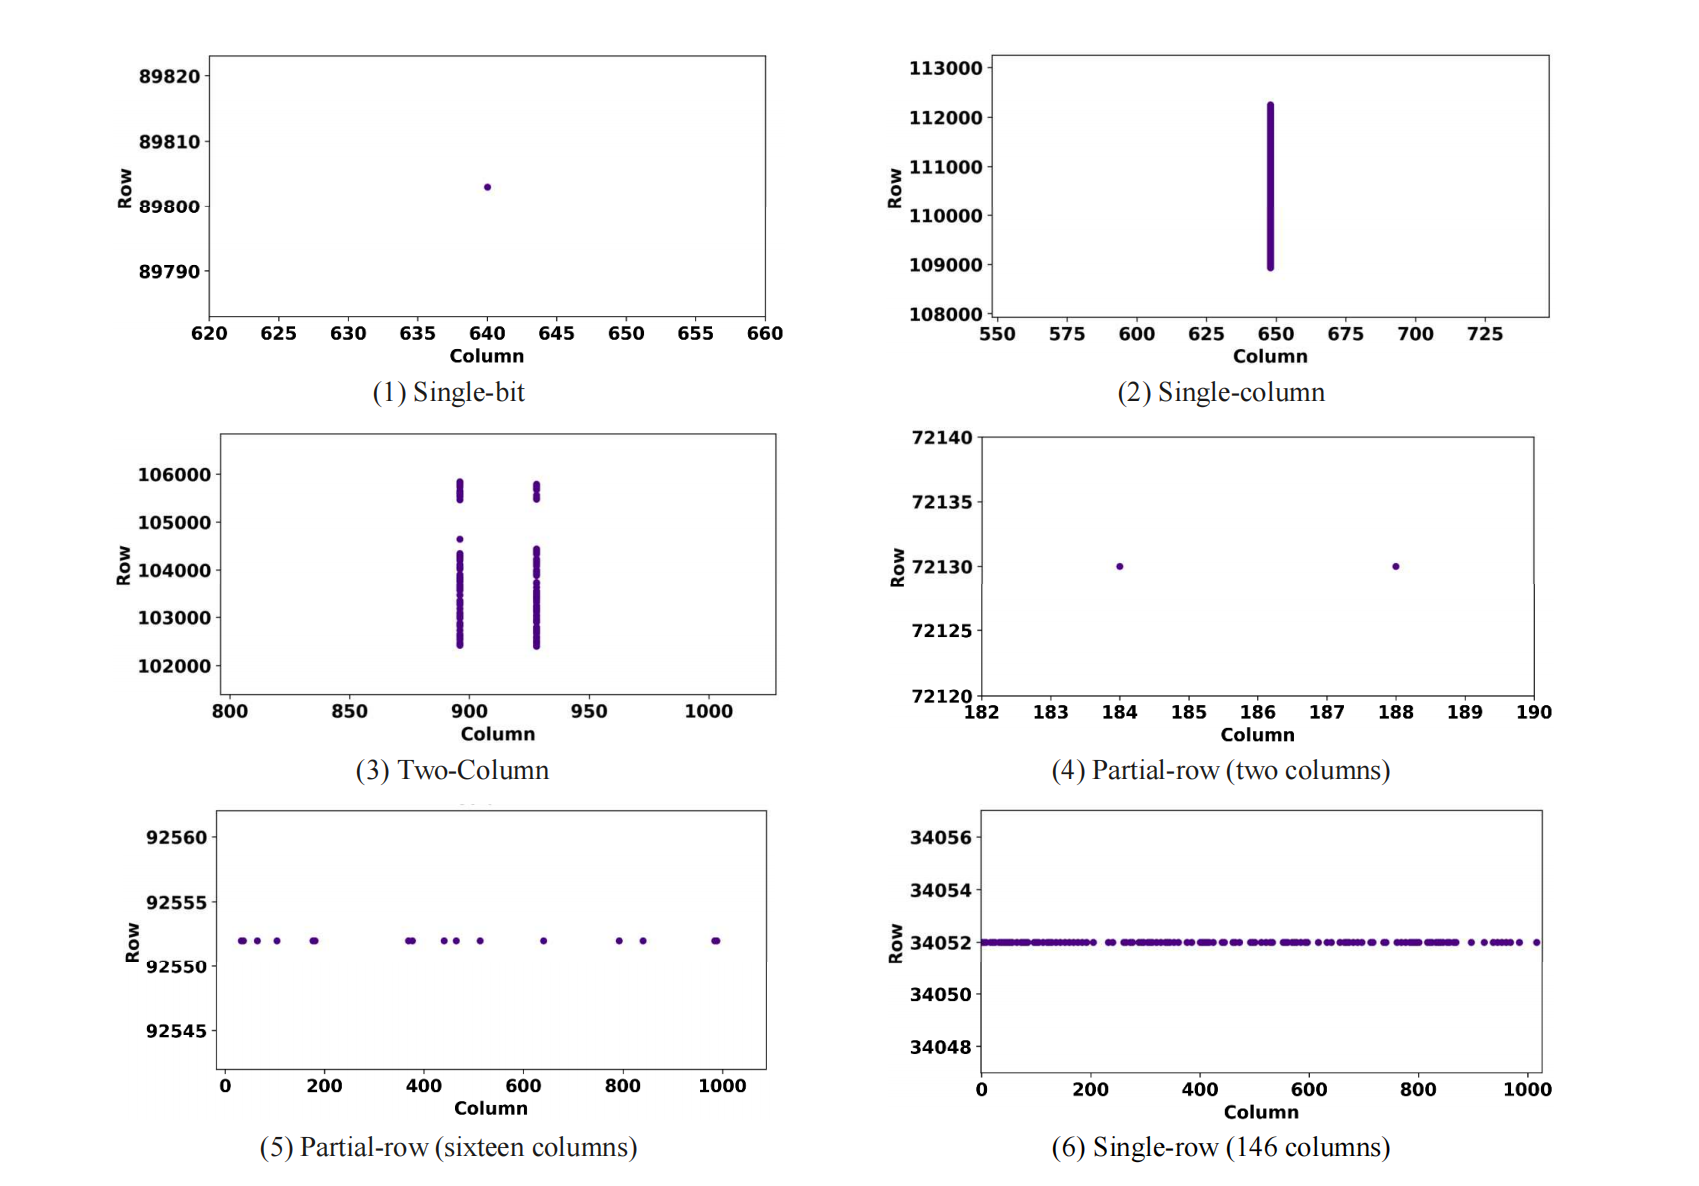 89820
89810
89800
89790
Row
620 625 630 635 640 645 650 655 660
Column
(1) Single-bit
113000
112000
111000
110000
109000
108000
Row
550 575 600 625 650 675 700 725
Column
(2) Single-column
106000
105000
104000
103000
102000
Row
800 850 900 950 1000
Column
(3) Two-Column
72140
72135
72130
72125
72120
Row
182 183 184 185 186 187 188 189 190
Column
(4) Partial-row (two columns)
92560
92555
92550
92545
Row
0 200 400 600 800 1000
Column
(5) Partial-row (sixteen columns)
34056
34054
34052
34050
34048
Row
0 200 400 600 800 1000
Column
(6) Single-row (146 columns)